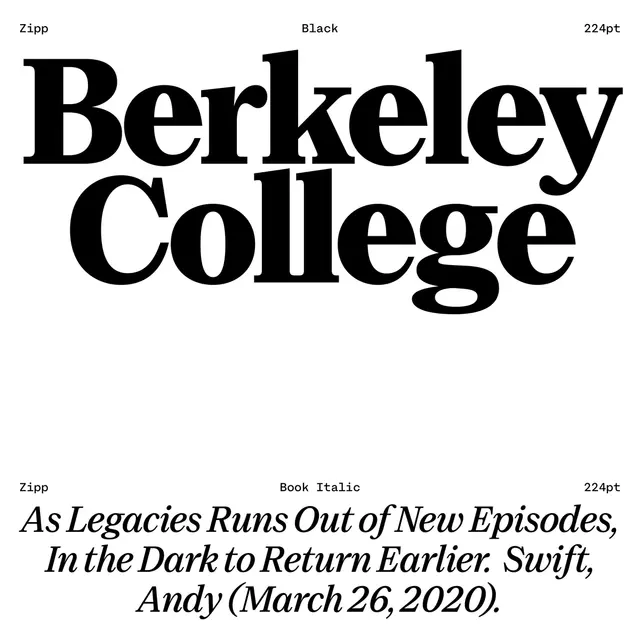 Zipp Black 224pt
Berkeley
College
Zipp Book Italic 224pt
As Legacies Runs Out of New Episodes,
In the Dark to Return Earlier. Swift,
Andy (March 26, 2020).